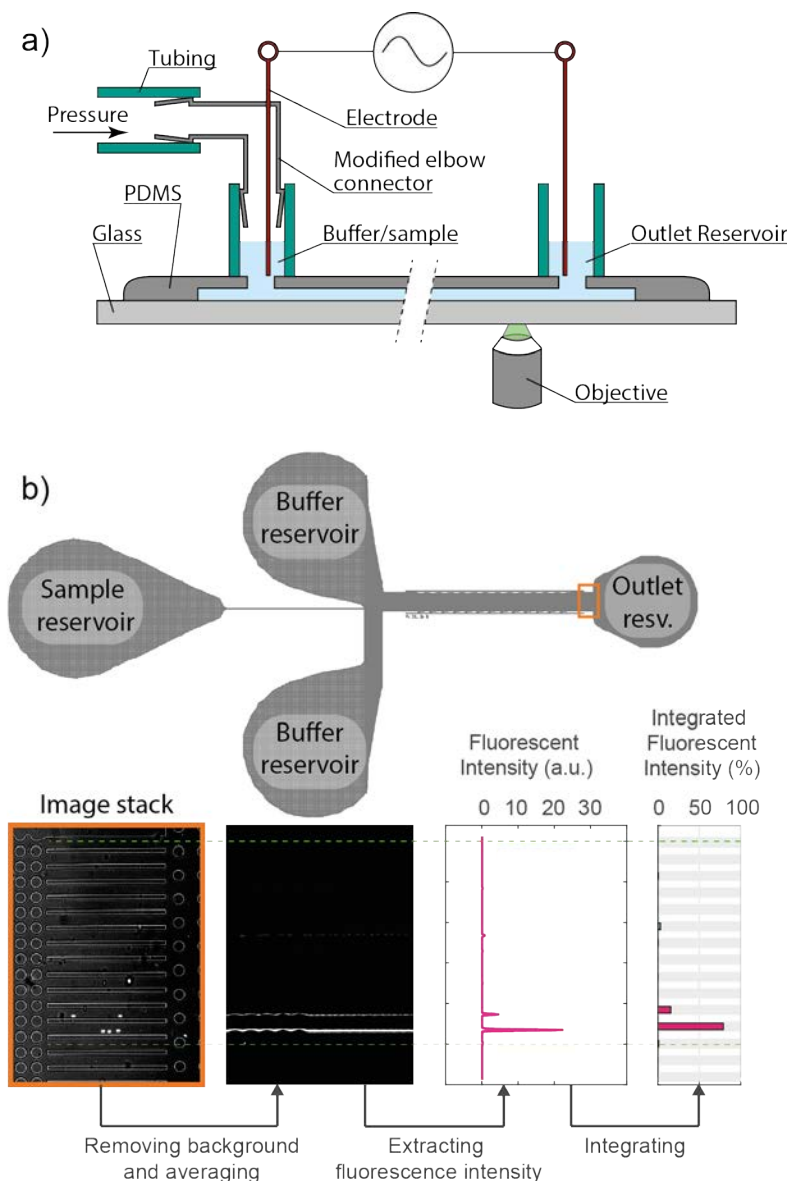 a)
Tubing
Pressure
Electrode
Modified elbow
connector
PDMS
Glass
Buffer/sample
Outlet Reservoir
Objective
b)
Buffer
reservoir
Sample
reservoir
Outlet
resv.
Buffer
reservoir
Image stack
Fluorescent
Intensity (a.u.)
0 10 20 30
Integrated
Fluorescent
Intensity (%)
0 50 100
Removing background
and averaging
Extracting
fluorescence intensity
Integrating